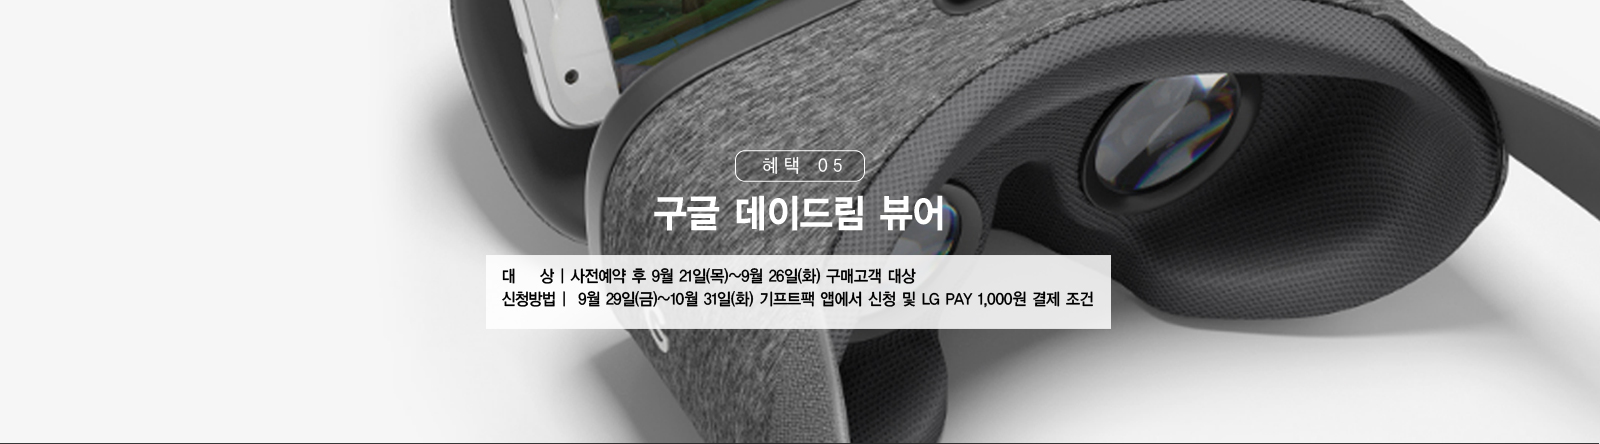 혜택 05
구글 데이드림 뷰어
대 상 | 사전예약 후 9월 21일(목)~9월 26일(화) 구매고객 대상
신청방법 | 9월 29일(금)~10월 31일(화) 기프트팩 앱에서 신청 및 LG PAY 1,000원 결제 조건